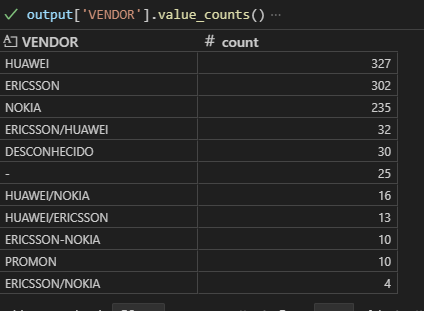 output['VENDOR'].value_counts() ...
VENDOR # count
HUAWEI 327
ERICSSON 302
NOKIA 235
ERICSSON/HUAWEI 32
DESCONHECIDO 30
- 25
HUAWEI/NOKIA 16
HUAWEI/ERICSSON 13
ERICSSON-NOKIA 10
PROMON 10
ERICSSON/NOKIA 4